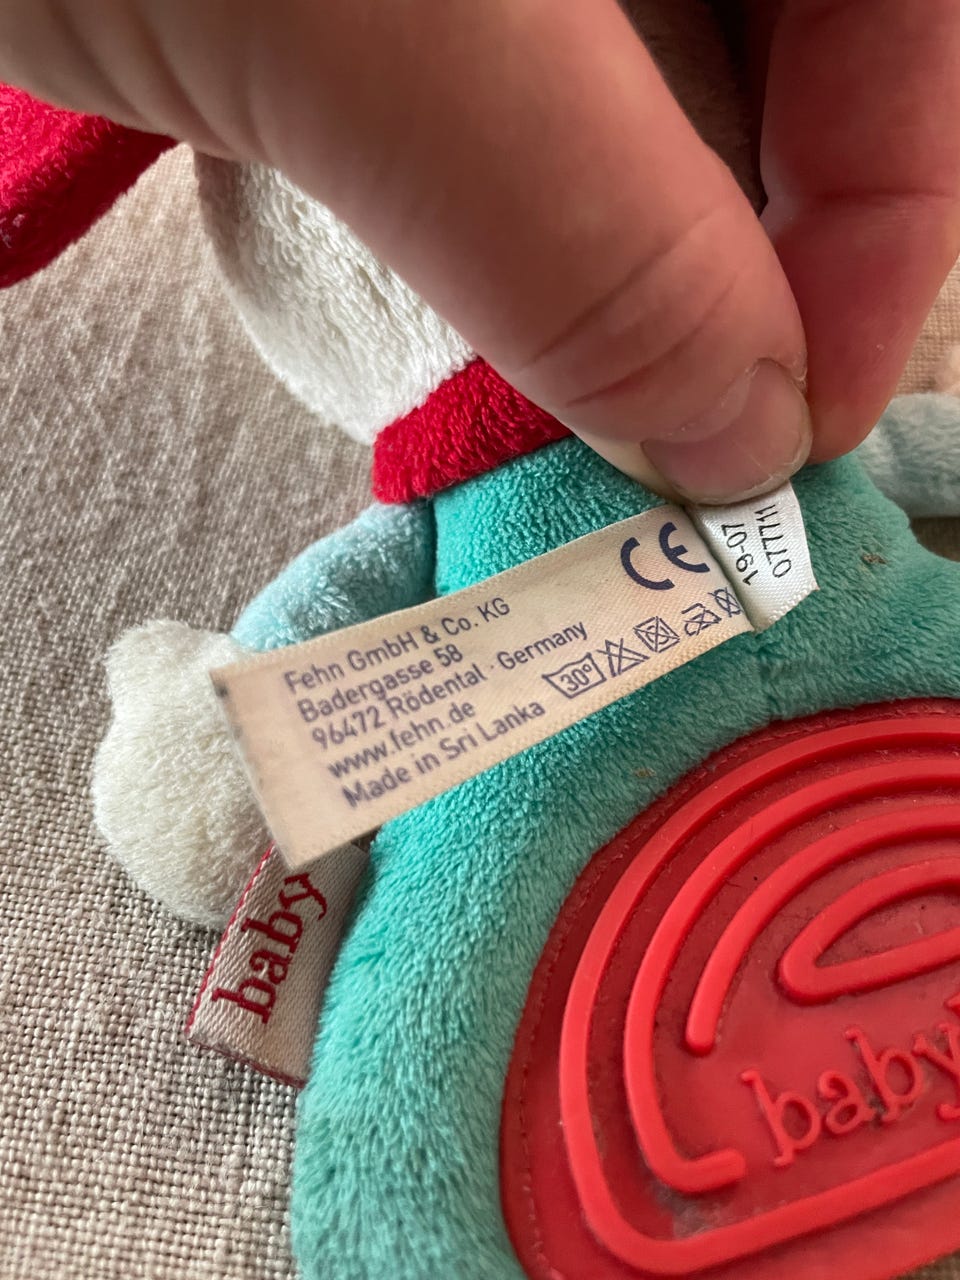 Fehn GmbH & Co. KG
Badergasse 58
96472 Rödental · Germany
www.fehn.de
Made in Sri Lanka
CE
30°
19-07
077711
baby
baby